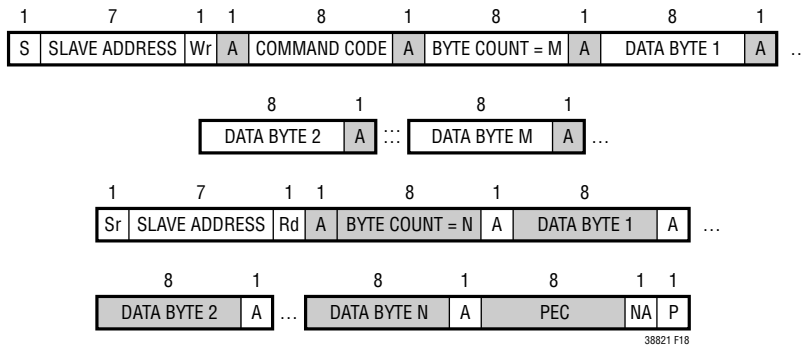 1 7 1 1 8 1 8 1 8 1
S SLAVE ADDRESS Wr A COMMAND CODE A BYTE COUNT = M A DATA BYTE 1 A ...
8 1 8 1
DATA BYTE 2 A ... DATA BYTE M A ...
1 7 1 1 8 1 8 1
Sr SLAVE ADDRESS Rd A BYTE COUNT = N A DATA BYTE 1 A ...
8 1 8 1 8 1 1
DATA BYTE 2 A ... DATA BYTE N A PEC NA P
38821 F18